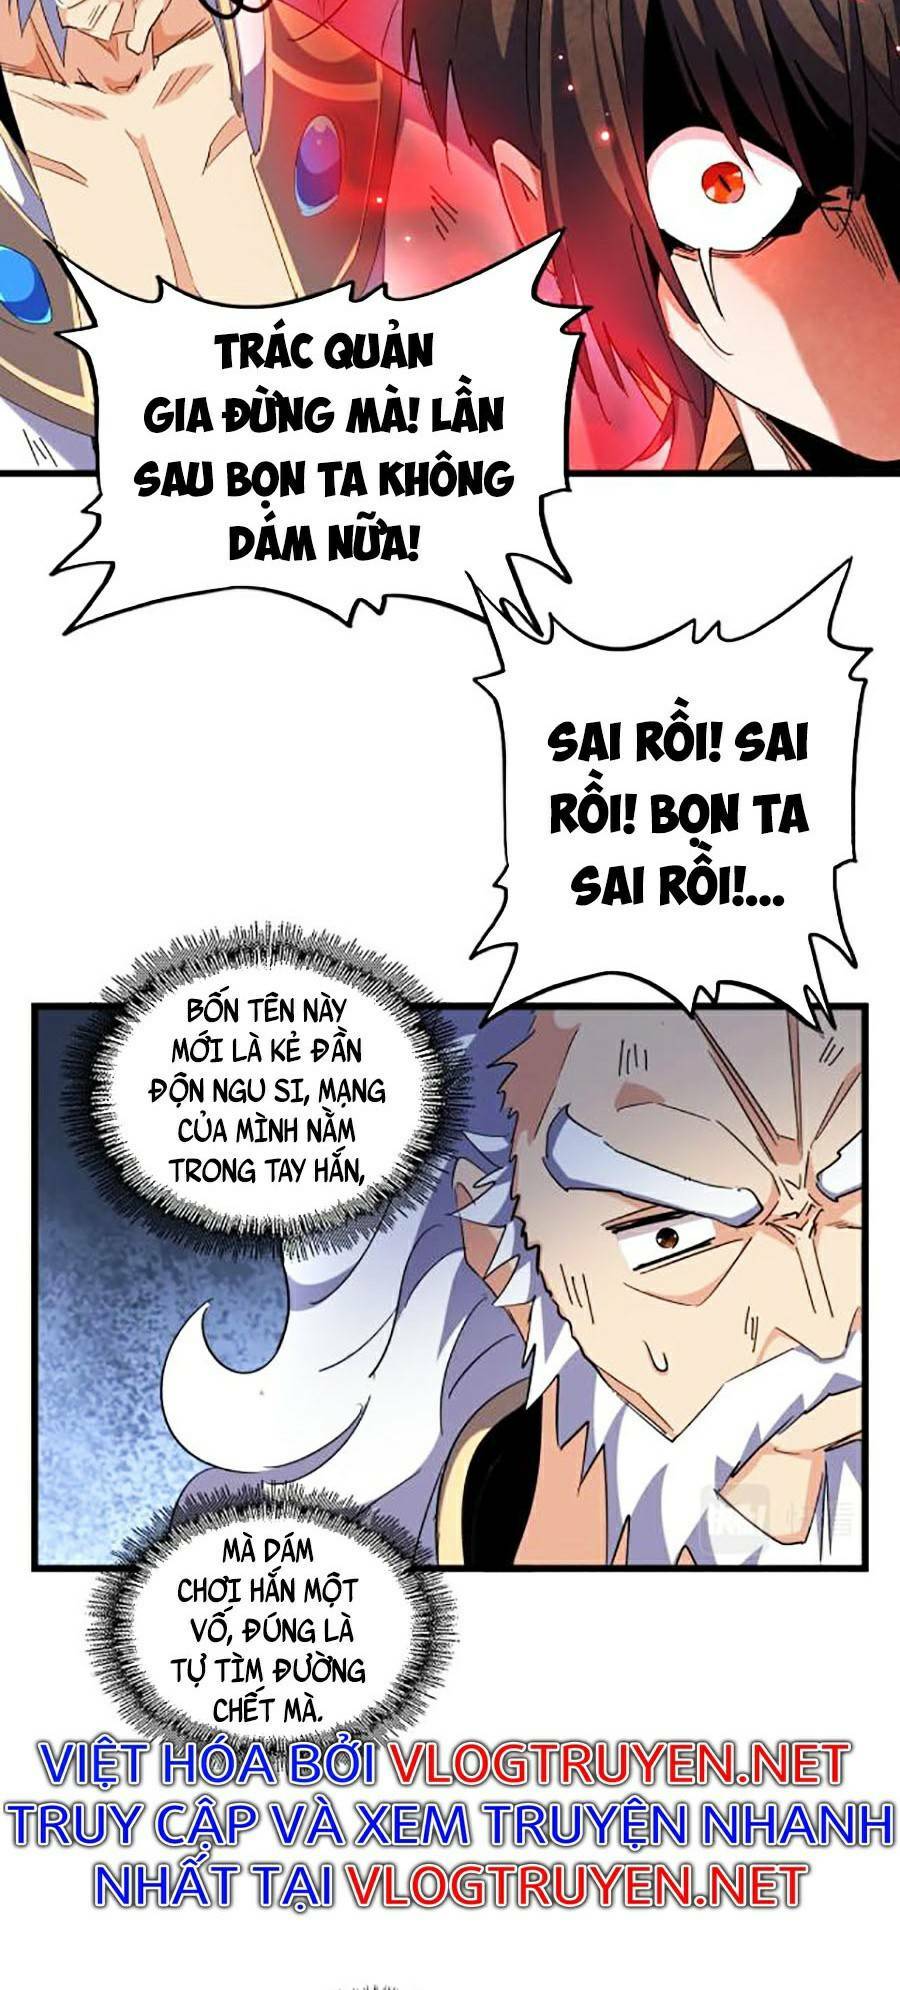 TRÁC QUẢN
GIA ĐỪNG MÀ! LẦN
SAU BỌN TA KHÔNG
DÁM NỮA!
SAI RỒI! SAI
RỒI! BỌN TA
SAI RỒI!...
BỐN TÊN NÀY
MỚI LÀ KẺ ĐẦN
ĐỘN NGU SI, MẠNG
CỦA MÌNH NẰM
TRONG TAY HẮN,
MÀ DÁM
CHƠI HẮN MỘT
VỐ, ĐÚNG LÀ
TỰ TÌM ĐƯỜNG
CHẾT MÀ.
VIỆT HÓA BỞI VLOGTRUYEN.NET
TRUY CẬP VÀ XEM TRUYỆN NHANH
NHẤT TẠI VLOGTRUYEN.NET